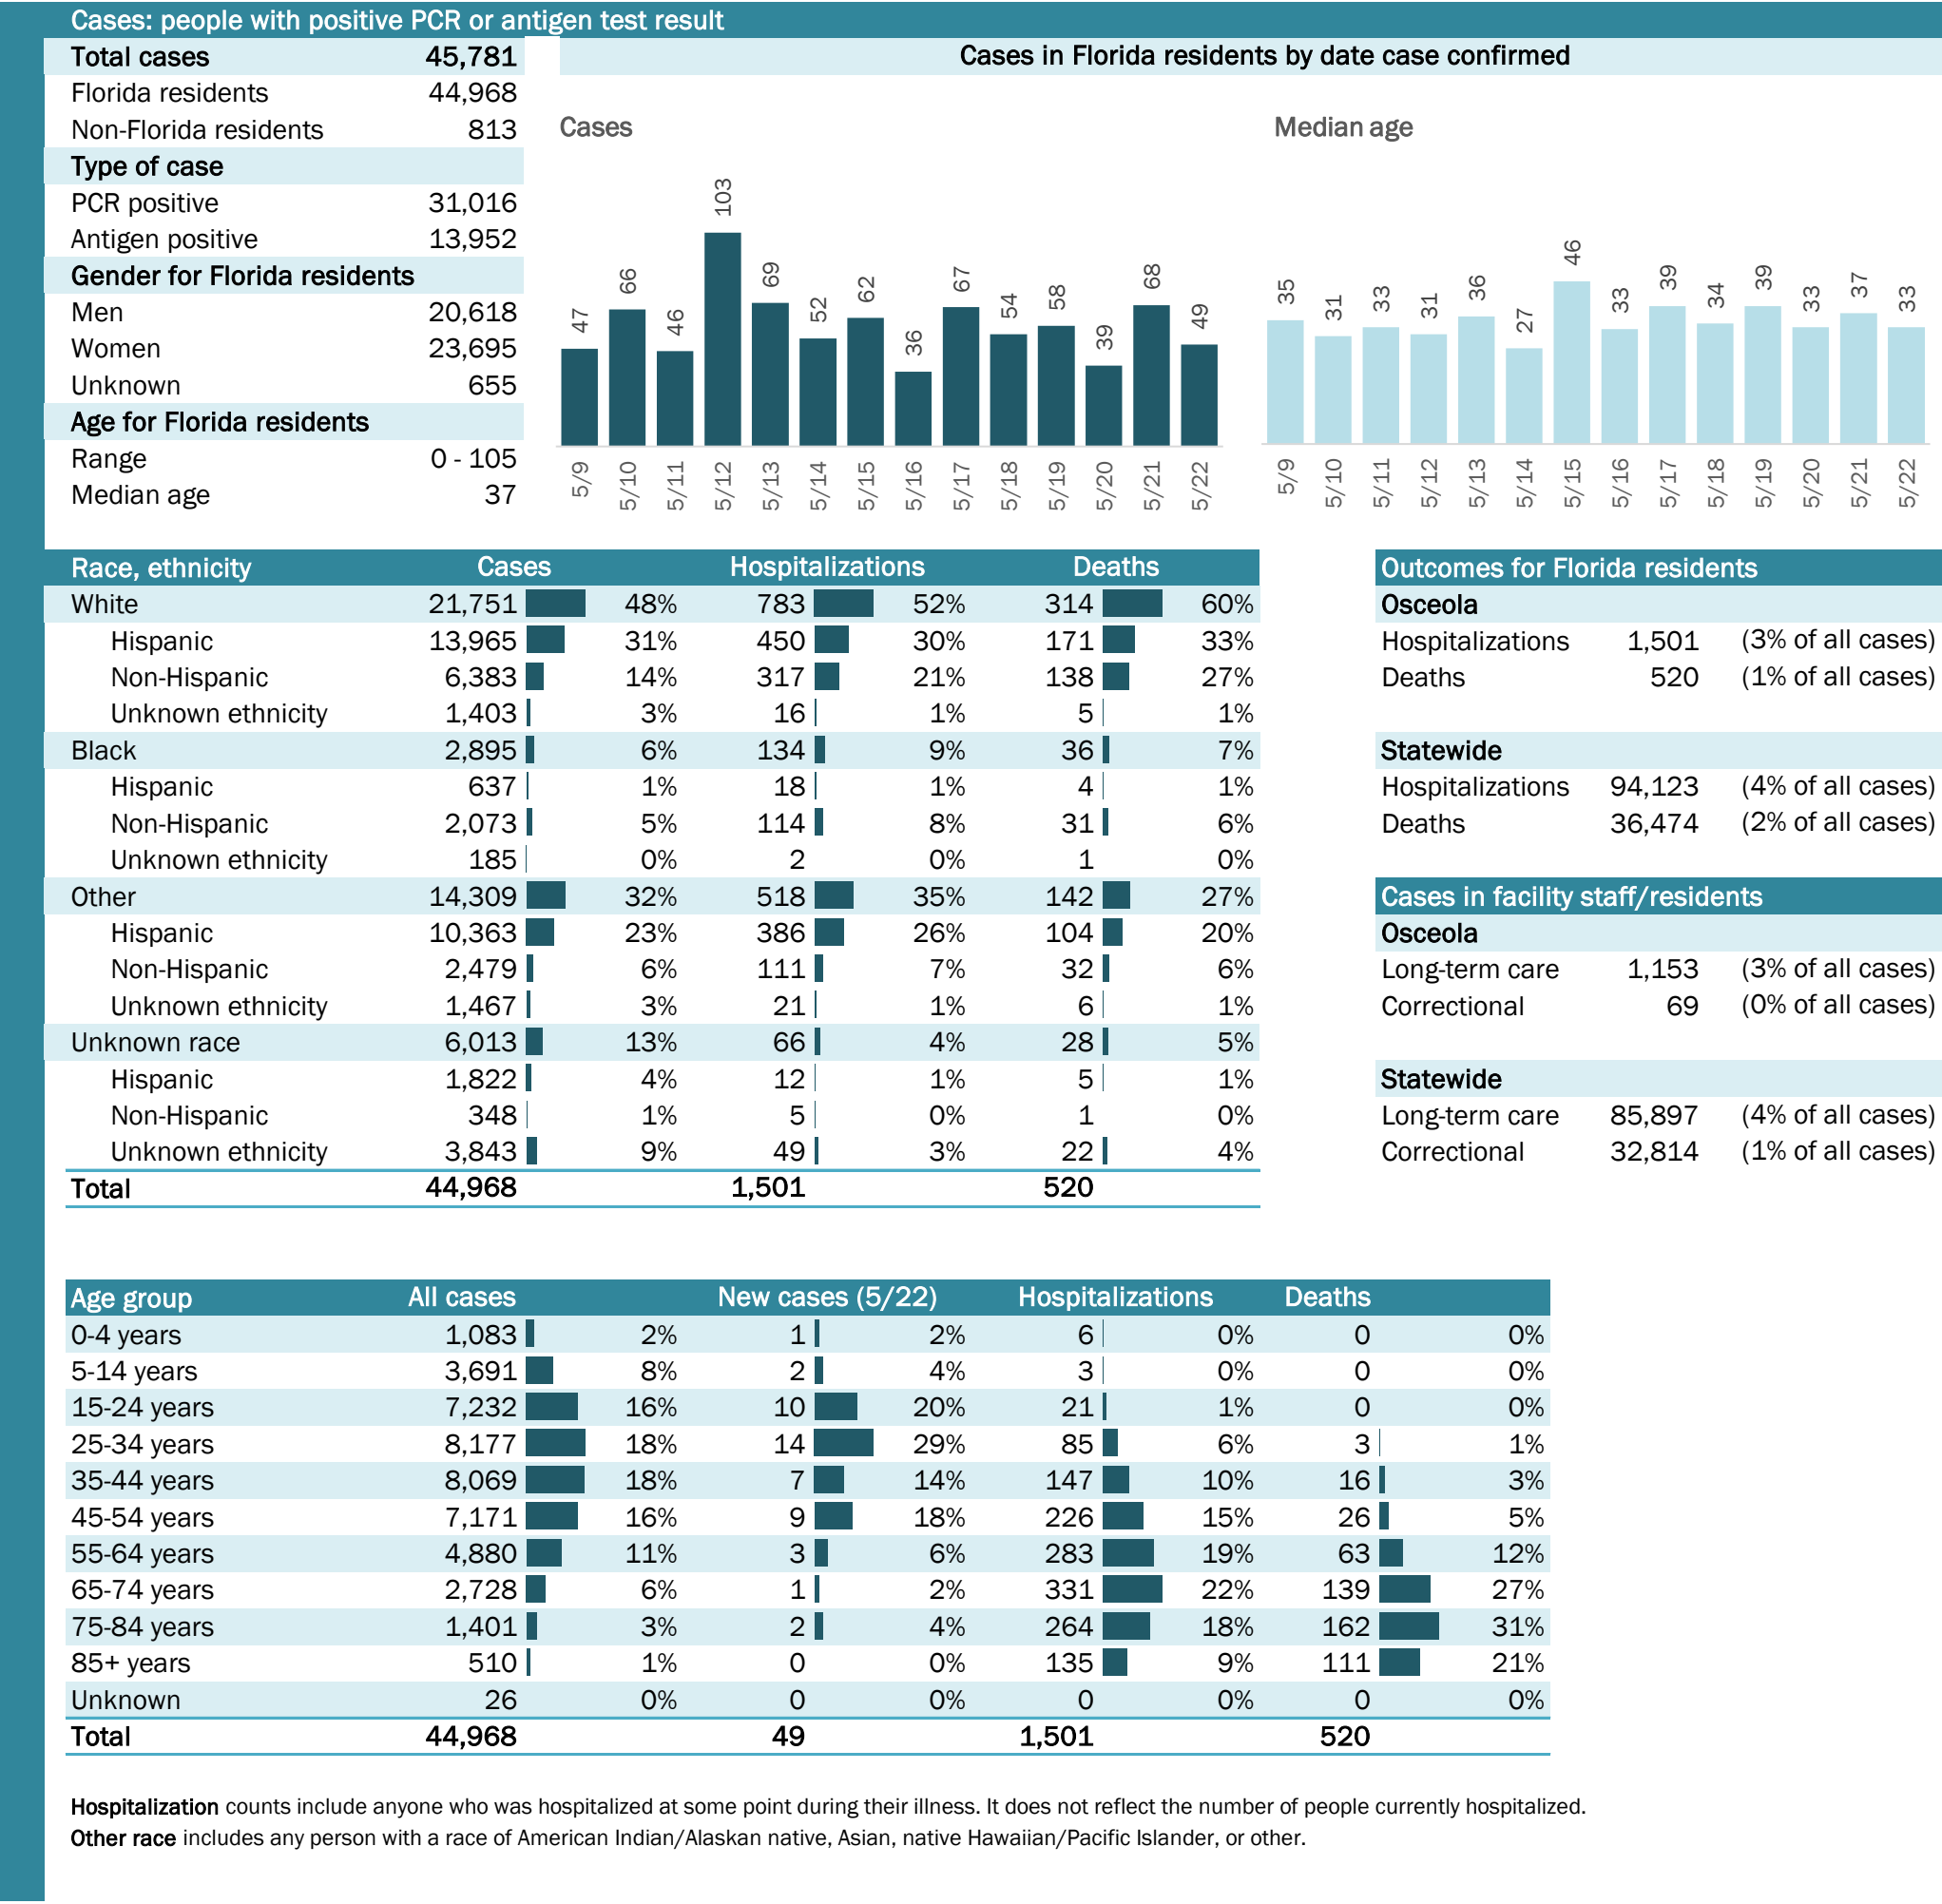 Cases: people with positive PCR or antigen test result
Total cases 45,781
Florida residents 44,968
Non-Florida residents 813
Type of case
PCR positive 31,016
Antigen positive 13,952
Gender for Florida residents
Men 20,618
Women 23,695
Unknown 655
Age for Florida residents
Range 0 - 105
Median age 37
Cases in Florida residents by date case confirmed
Cases
47 66 46 103 69 52 62 36 67 54 58 39 68 49
5/9 5/10 5/11 5/12 5/13 5/14 5/15 5/16 5/17 5/18 5/19 5/20 5/21 5/22
Median age
35 31 33 31 36 27 46 33 39 34 39 33 37 33
5/9 5/10 5/11 5/12 5/13 5/14 5/15 5/16 5/17 5/18 5/19 5/20 5/21 5/22
Race, ethnicity Cases Hospitalizations Deaths
White 21,751 48% 783 52% 314 60%
Hispanic 13,965 31% 450 30% 171 33%
Non-Hispanic 6,383 14% 317 21% 138 27%
Unknown ethnicity 1,403 3% 16 1% 5 1%
Black 2,895 6% 134 9% 36 7%
Hispanic 637 1% 18 1% 4 1%
Non-Hispanic 2,073 5% 114 8% 31 6%
Unknown ethnicity 185 0% 2 0% 1 0%
Other 14,309 32% 518 35% 142 27%
Hispanic 10,363 23% 386 26% 104 20%
Non-Hispanic 2,479 6% 111 7% 32 6%
Unknown ethnicity 1,467 3% 21 1% 6 1%
Unknown race 6,013 13% 66 4% 28 5%
Hispanic 1,822 4% 12 1% 5 1%
Non-Hispanic 348 1% 5 0% 1 0%
Unknown ethnicity 3,843 9% 49 3% 22 4%
Total 44,968 1,501 520
Outcomes for Florida residents
Osceola
Hospitalizations 1,501 (3% of all cases)
Deaths 520 (1% of all cases)
Statewide
Hospitalizations 94,123 (4% of all cases)
Deaths 36,474 (2% of all cases)
Cases in facility staff/residents
Osceola
Long-term care 1,153 (3% of all cases)
Correctional 69 (0% of all cases)
Statewide
Long-term care 85,897 (4% of all cases)
Correctional 32,814 (1% of all cases)
Age group All cases New cases (5/22) Hospitalizations Deaths
0-4 years 1,083 2% 1 2% 6 0% 0 0%
5-14 years 3,691 8% 2 4% 3 0% 0 0%
15-24 years 7,232 16% 10 20% 21 1% 0 0%
25-34 years 8,177 18% 14 29% 85 6% 3 1%
35-44 years 8,069 18% 7 14% 147 10% 16 3%
45-54 years 7,171 16% 9 18% 226 15% 26 5%
55-64 years 4,880 11% 3 6% 283 19% 63 12%
65-74 years 2,728 6% 1 2% 331 22% 139 27%
75-84 years 1,401 3% 2 4% 264 18% 162 31%
85+ years 510 1% 0 0% 135 9% 111 21%
Unknown 26 0% 0 0% 0 0% 0 0%
Total 44,968 49 1,501 520
Hospitalization counts include anyone who was hospitalized at some point during their illness. It does not reflect the number of people currently hospitalized.
Other race includes any person with a race of American Indian/Alaskan native, Asian, native Hawaiian/Pacific Islander, or other.